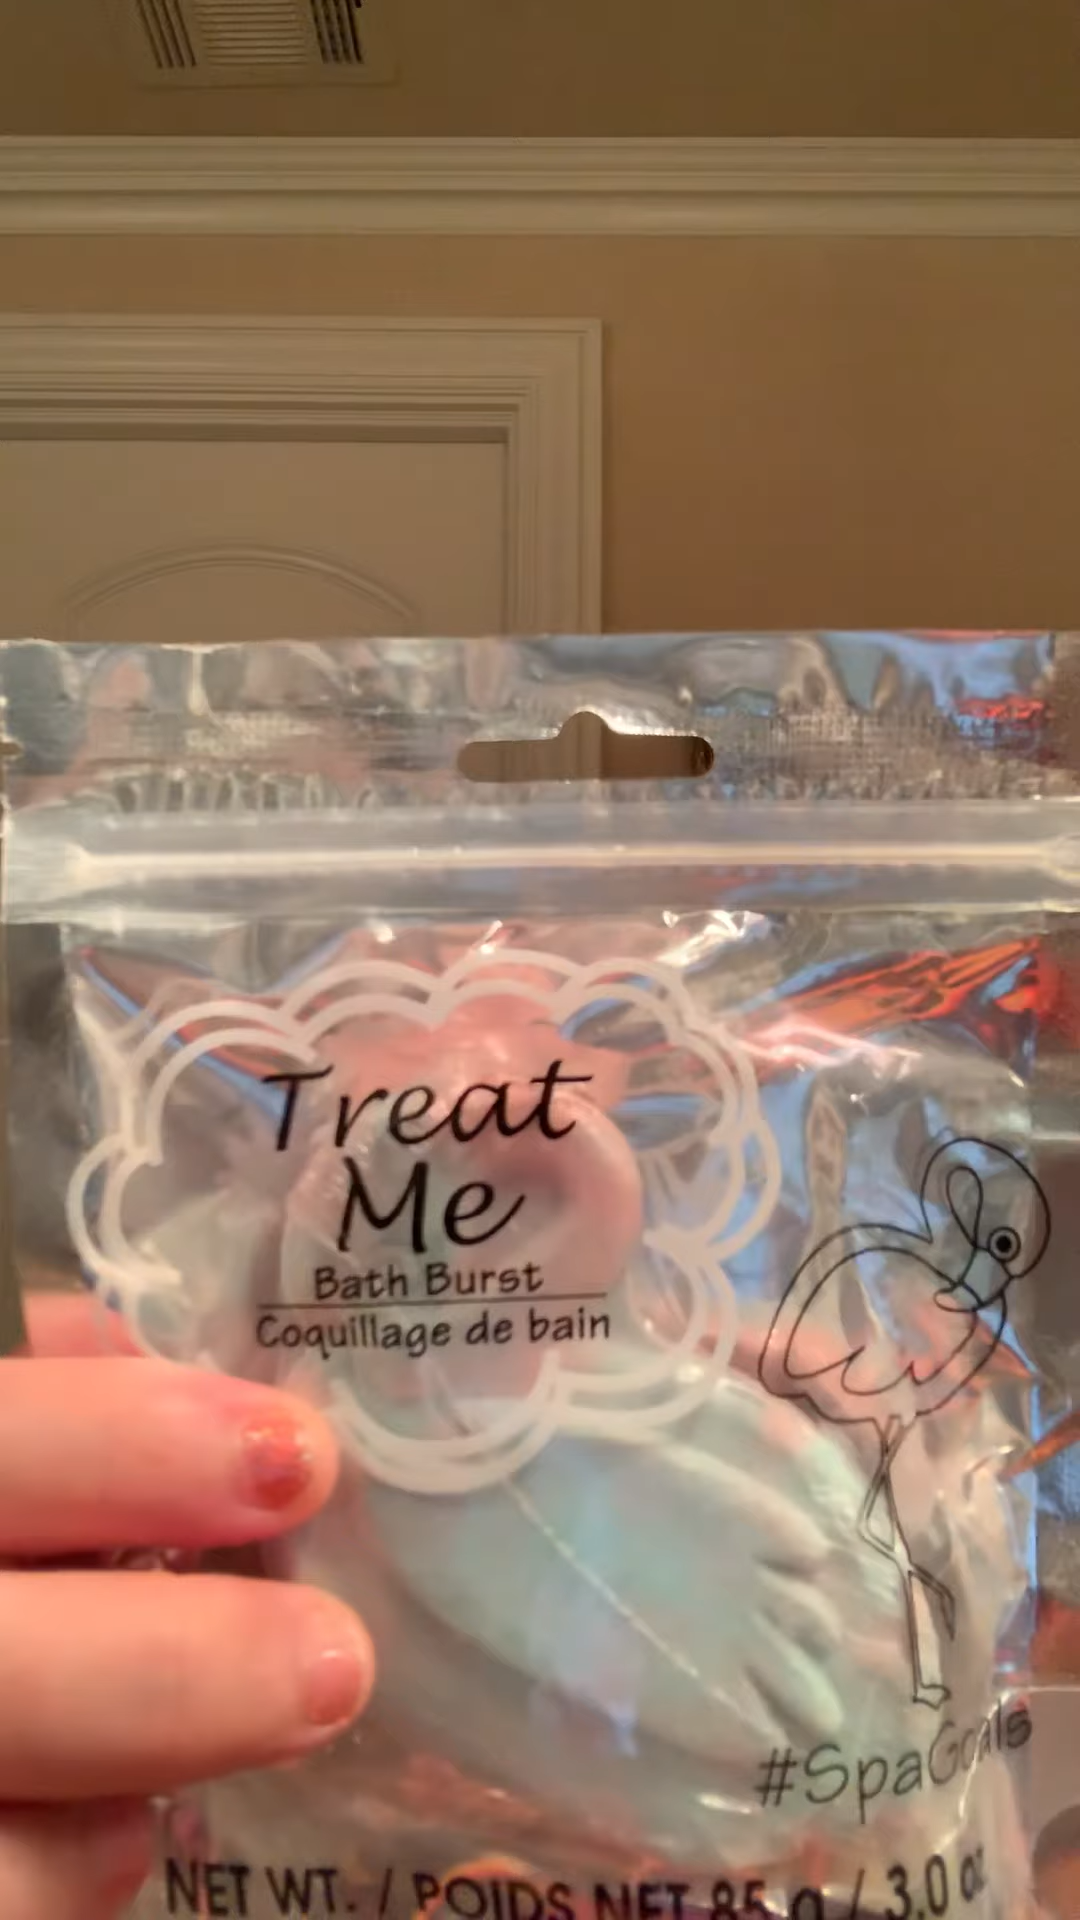 Treat
Me
Bath Burst
Coquillage de bain
#SpaGoals
NET WT. / POIDS NET 85 g / 3.0 oz